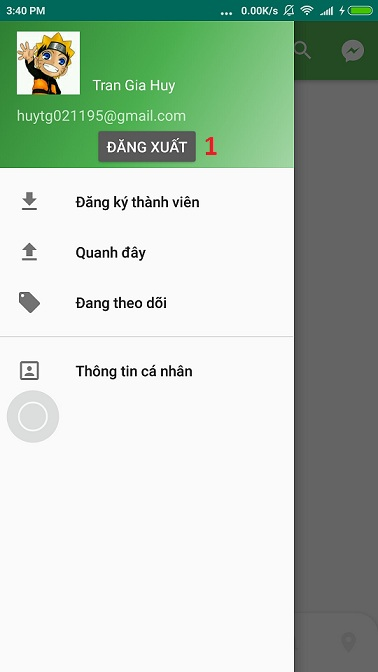 3:40 PM
... 0.00K/s
Tran Gia Huy
huytg021195@gmail.com
ĐĂNG XUẤT 1
Đăng ký thành viên
Quanh đây
Đang theo dõi
Thông tin cá nhân